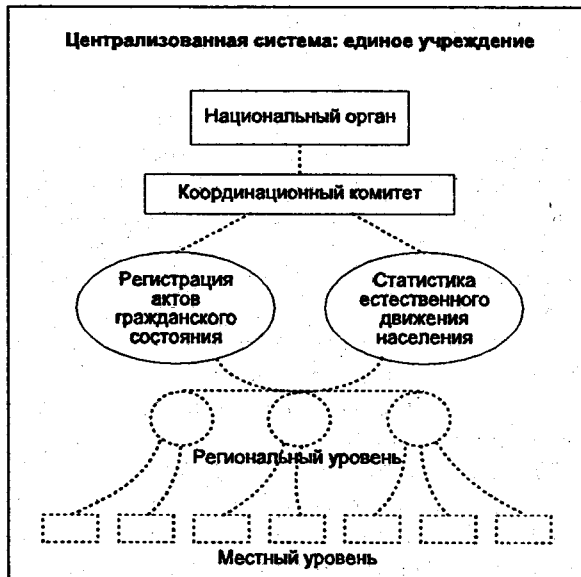 Централизованная система: единое учреждение
Национальный орган
Координационный комитет
Регистрация
актов
гражданского
состояния
Статистика
естественного
движения
населения
Региональный уровень
Местный уровень